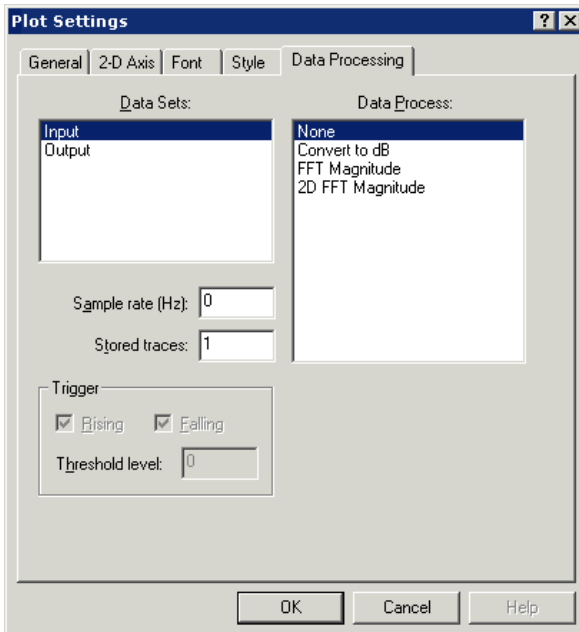 Plot Settings ? X
General 2-D Axis Font Style Data Processing
Data Sets:
Input
Output
Data Process:
None
Convert to dB
FFT Magnitude
2D FFT Magnitude
Sample rate (Hz): 0
Stored traces: 1
Trigger
Rising Falling
Threshold level: 0
OK Cancel Help